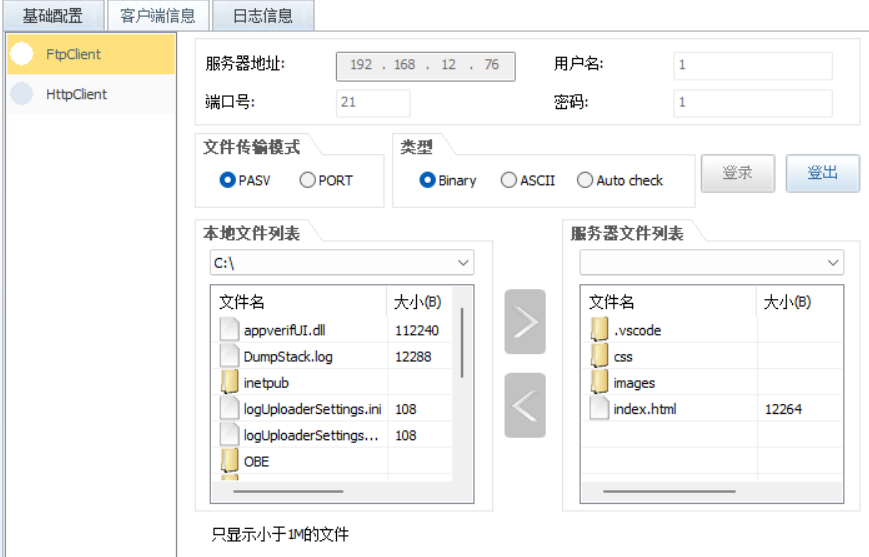 基础配置 客户端信息 日志信息
FtpClient
HttpClient
服务器地址: 192 . 168 . 12 . 76 用户名: 1
端口号: 21 密码: 1
文件传输模式 类型
PASV PORT Binary ASCII Auto check 登录 登出
本地文件列表
C:\
文件名 大小(B)
appverifUI.dll 112240
DumpStack.log 12288
inetpub
logUploaderSettings.ini 108
logUploaderSettings... 108
OBE
服务器文件列表
文件名 大小(B)
.vscode
css
images
index.html 12264
只显示小于1M的文件